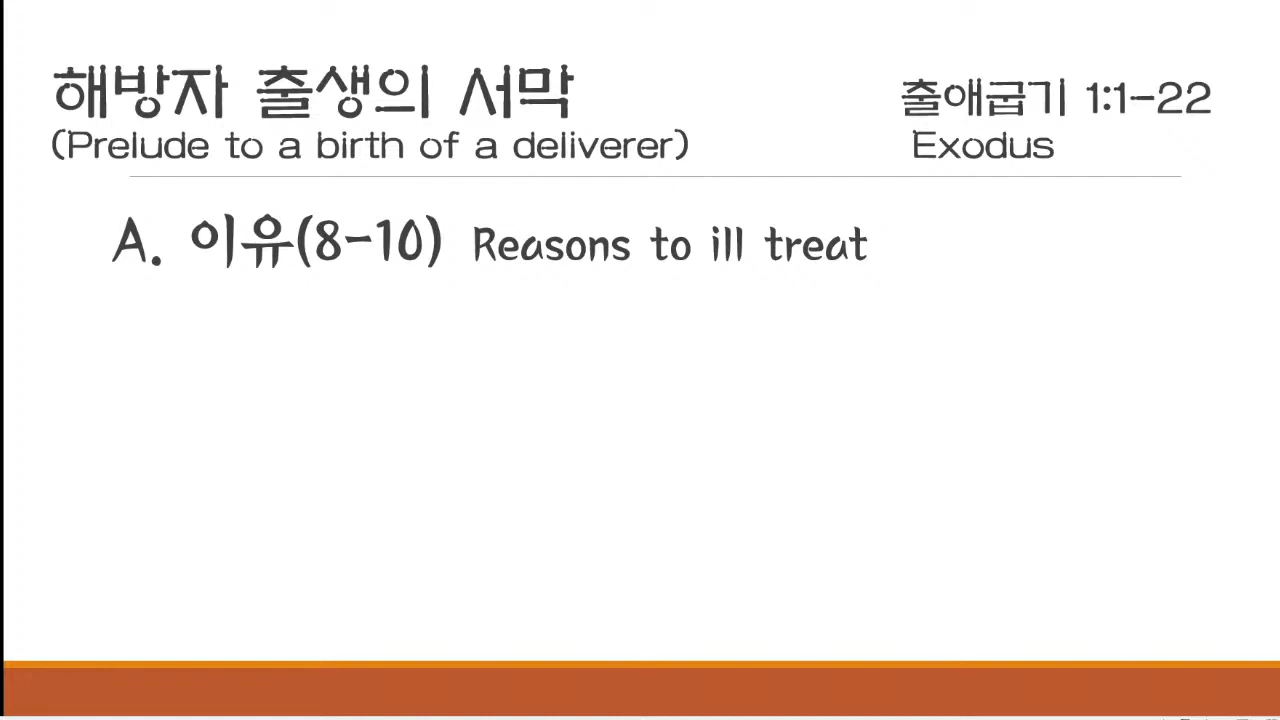 해방자 출생의 서막 출애굽기 1:1-22
(Prelude to a birth of a deliverer) Exodus
A. 이유(8-10) Reasons to ill treat